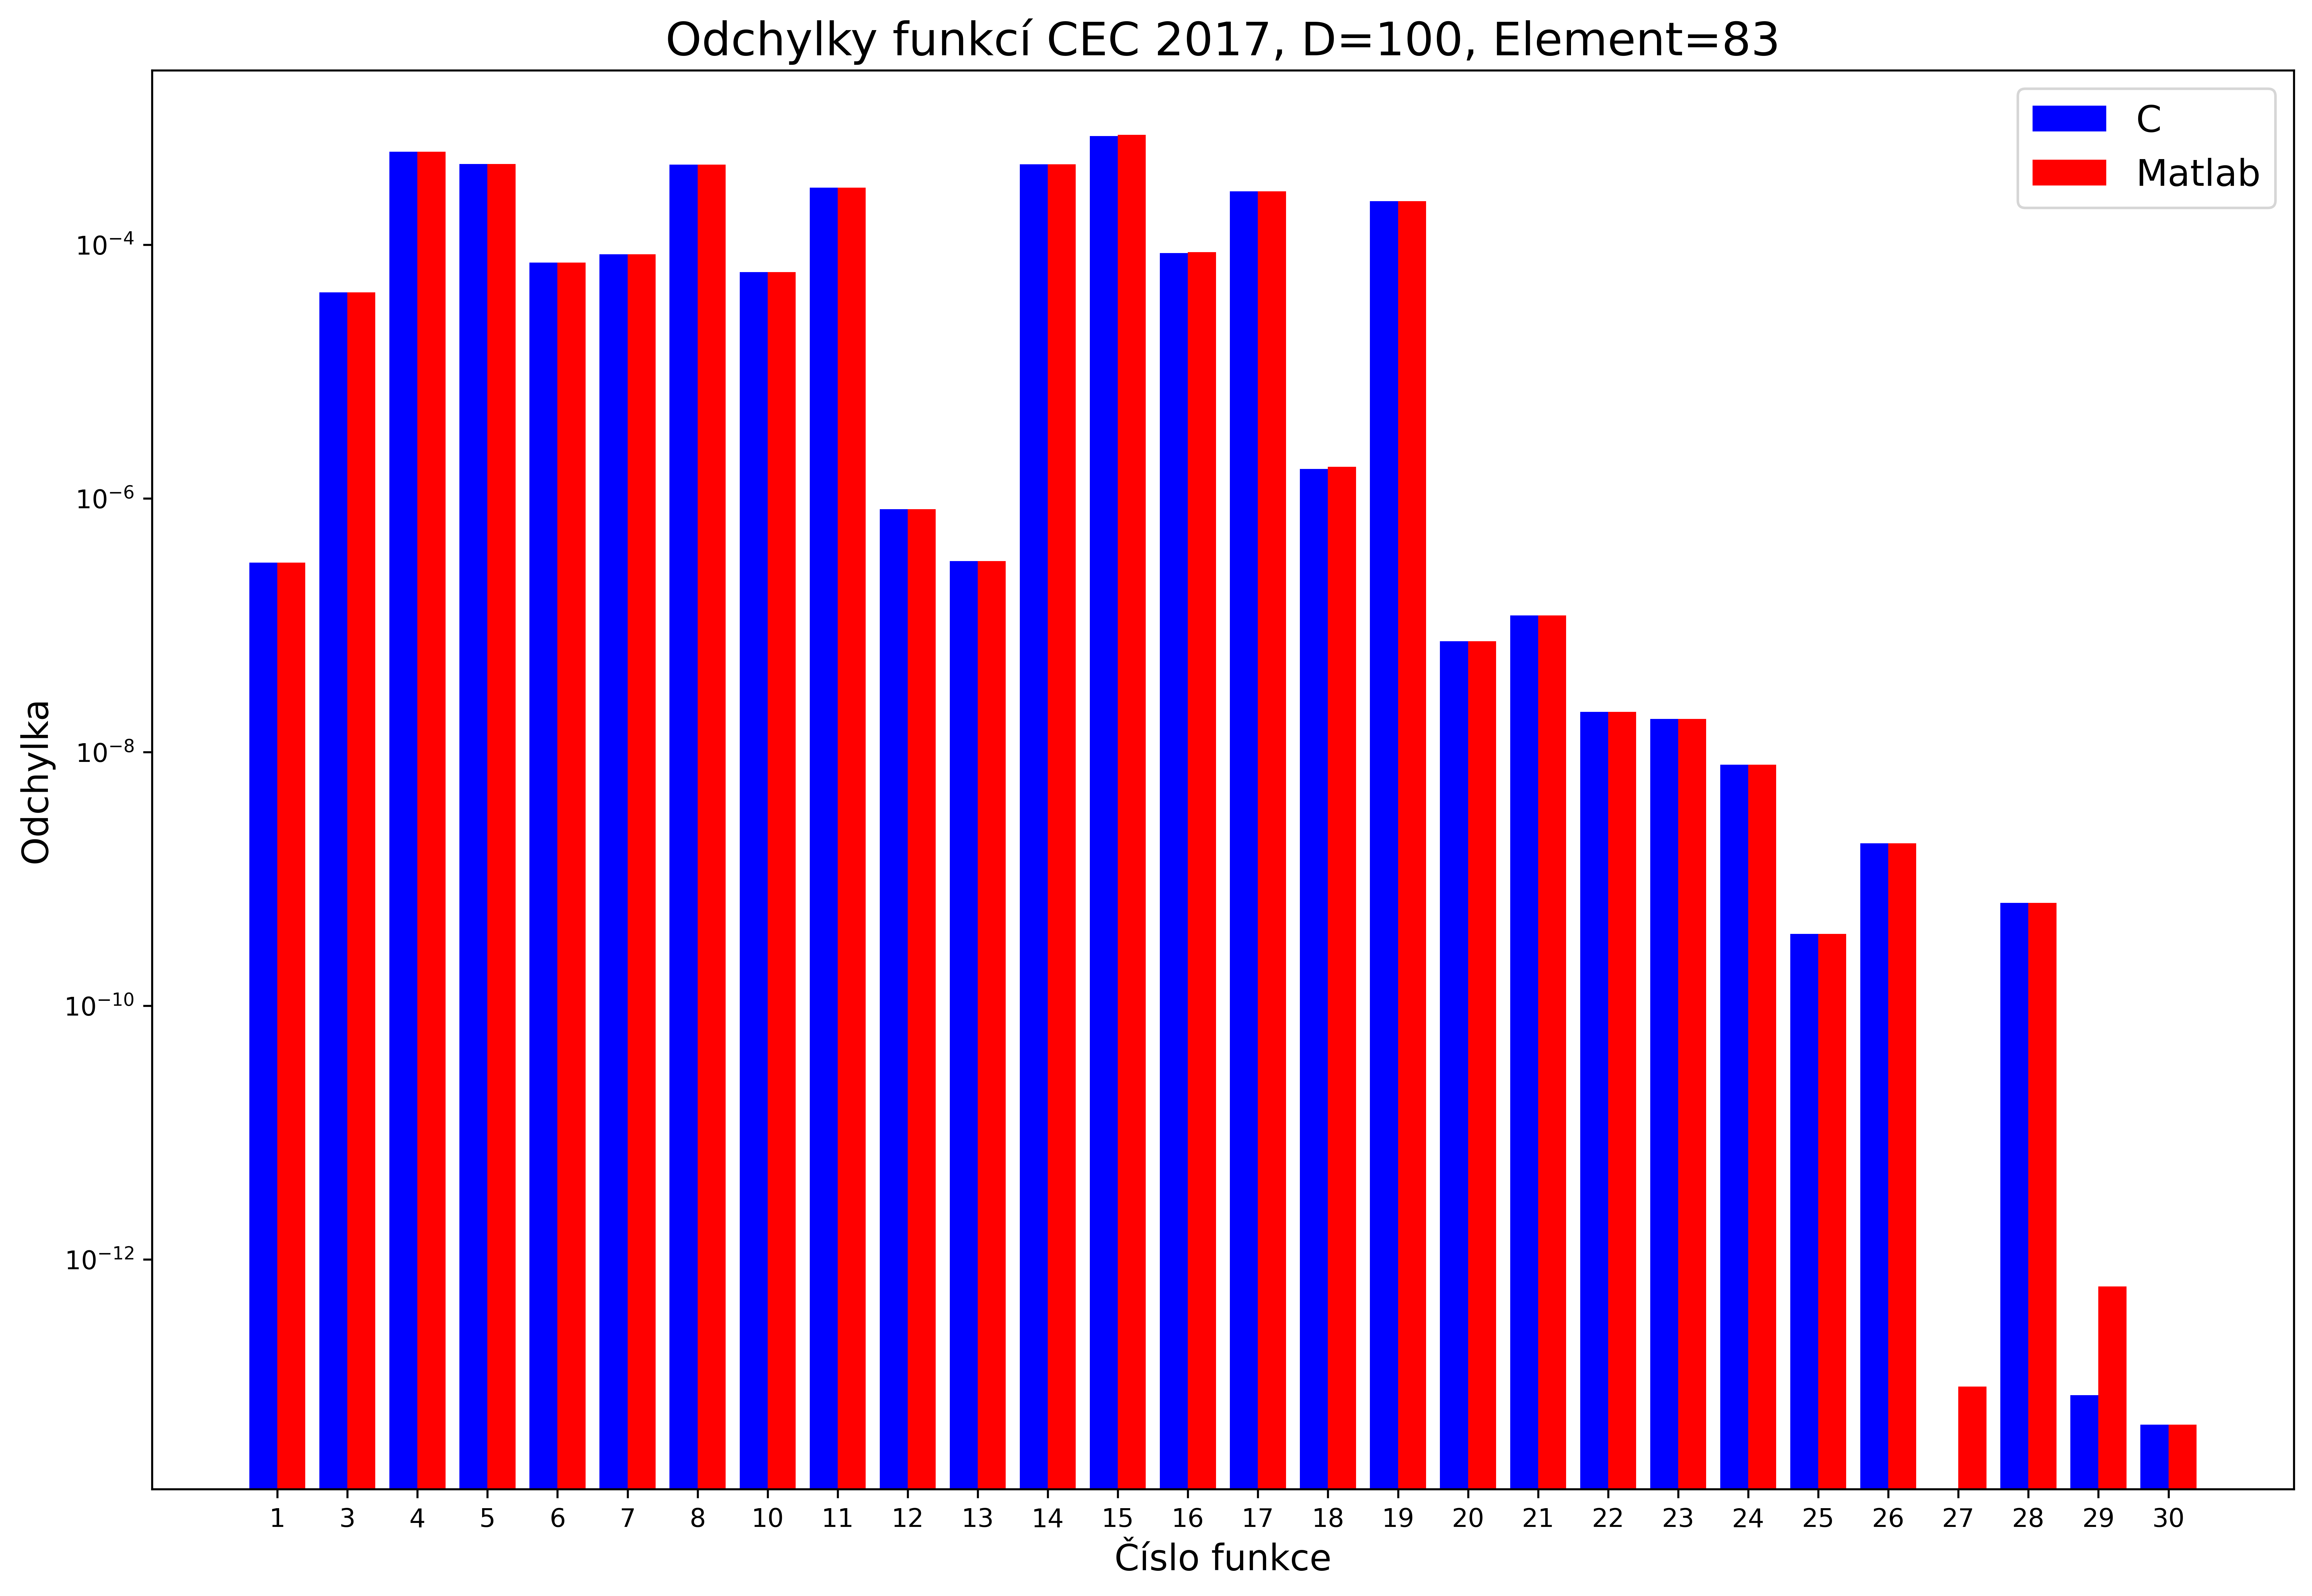 Odchylky funkcí CEC 2017, D=100, Element=83
C
Matlab
Odchylka
10⁻⁴
10⁻⁶
10⁻⁸
10⁻¹⁰
10⁻¹²
1 3 4 5 6 7 8 10 11 12 13 14 15 16 17 18 19 20 21 22 23 24 25 26 27 28 29 30
Číslo funkce